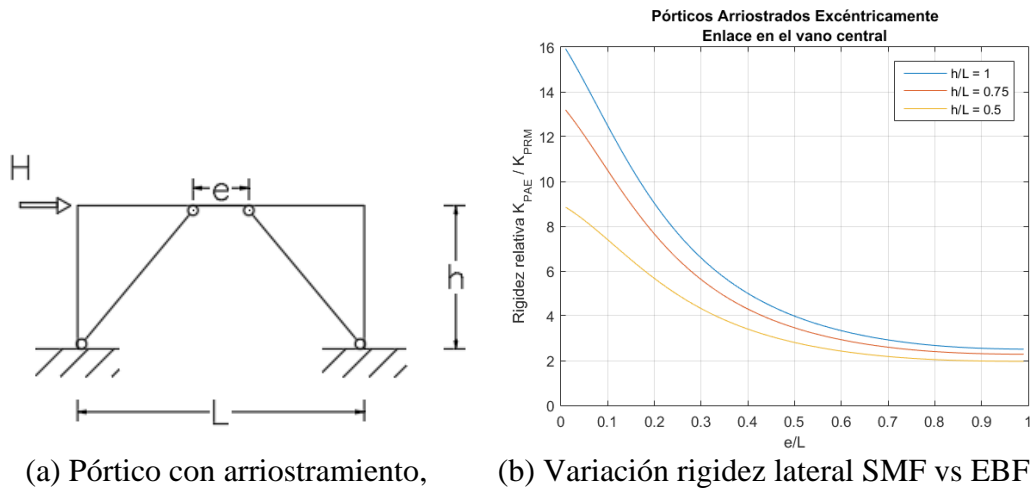 H
e
h
L
(a) Pórtico con arriostramiento,
Pórticos Arriostrados Excéntricamente
Enlace en el vano central
Rigidez relativa K_PAE / K_PRM
16
14
12
10
8
6
4
2
0
h/L = 1
h/L = 0.75
h/L = 0.5
0 0.1 0.2 0.3 0.4 0.5 0.6 0.7 0.8 0.9 1
e/L
(b) Variación rigidez lateral SMF vs EBF